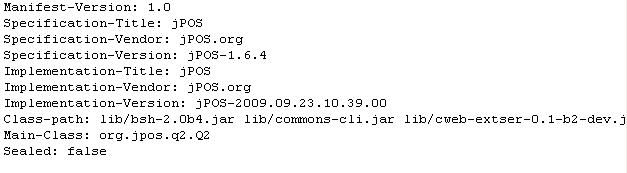 Manifest-Version: 1.0
Specification-Title: jPOS
Specification-Vendor: jPOS.org
Specification-Version: jPOS-1.6.4
Implementation-Title: jPOS
Implementation-Vendor: jPOS.org
Implementation-Version: jPOS-2009.09.23.10.39.00
Class-path: lib/bsh-2.0b4.jar lib/commons-cli.jar lib/cweb-extser-0.1-b2-dev.j
Main-Class: org.jpos.q2.Q2
Sealed: false